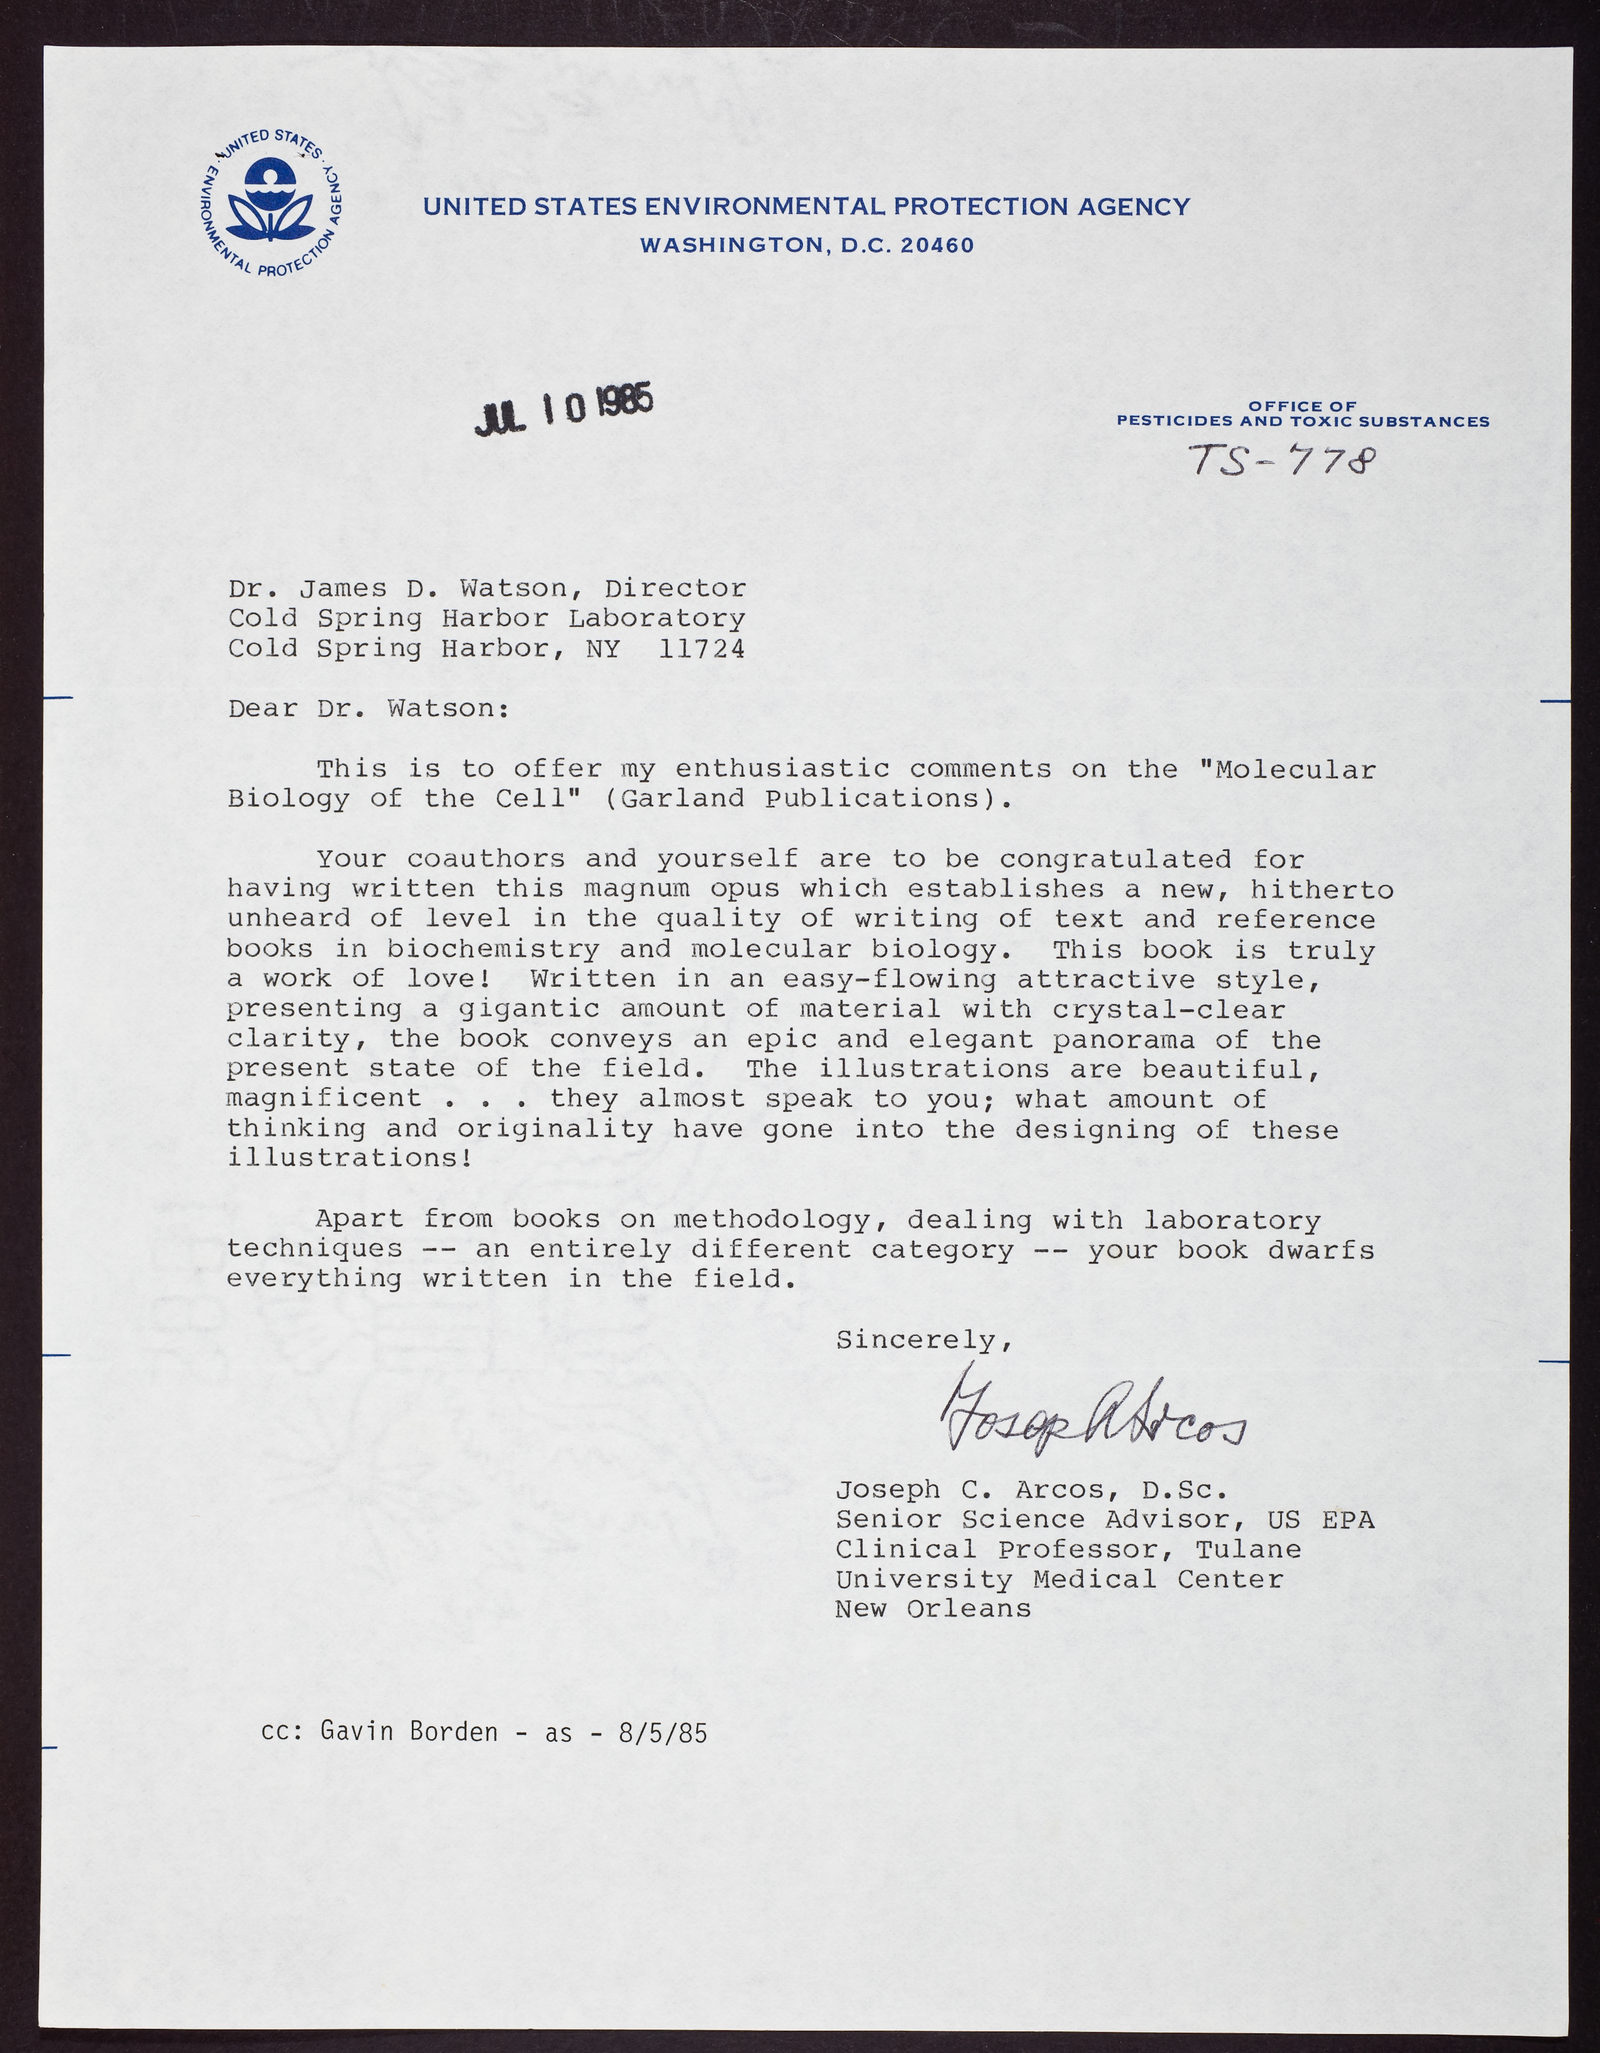 UNITED STATES
ENVIRONMENTAL PROTECTION AGENCY
UNITED STATES ENVIRONMENTAL PROTECTION AGENCY
WASHINGTON, D.C. 20460
JUL 10 1985
OFFICE OF
PESTICIDES AND TOXIC SUBSTANCES
TS-778
Dr. James D. Watson, Director
Cold Spring Harbor Laboratory
Cold Spring Harbor, NY  11724
Dear Dr. Watson:
This is to offer my enthusiastic comments on the "Molecular
Biology of the Cell" (Garland Publications).
Your coauthors and yourself are to be congratulated for
having written this magnum opus which establishes a new, hitherto
unheard of level in the quality of writing of text and reference
books in biochemistry and molecular biology.  This book is truly
a work of love!  Written in an easy-flowing attractive style,
presenting a gigantic amount of material with crystal-clear
clarity, the book conveys an epic and elegant panorama of the
present state of the field.  The illustrations are beautiful,
magnificent . . . they almost speak to you; what amount of
thinking and originality have gone into the designing of these
illustrations!
Apart from books on methodology, dealing with laboratory
techniques -- an entirely different category -- your book dwarfs
everything written in the field.
Sincerely,
Joseph Arcos
Joseph C. Arcos, D.Sc.
Senior Science Advisor, US EPA
Clinical Professor, Tulane
University Medical Center
New Orleans
cc: Gavin Borden - as - 8/5/85